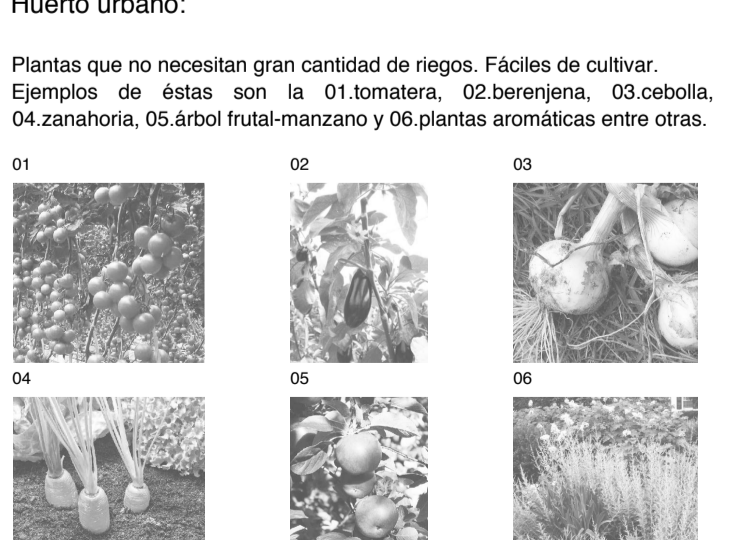 Huerto urbano:
Plantas que no necesitan gran cantidad de riegos. Fáciles de cultivar.
Ejemplos de éstas son la 01.tomatera, 02.berenjena, 03.cebolla,
04.zanahoria, 05.árbol frutal-manzano y 06.plantas aromáticas entre otras.
01 02 03
04 05 06